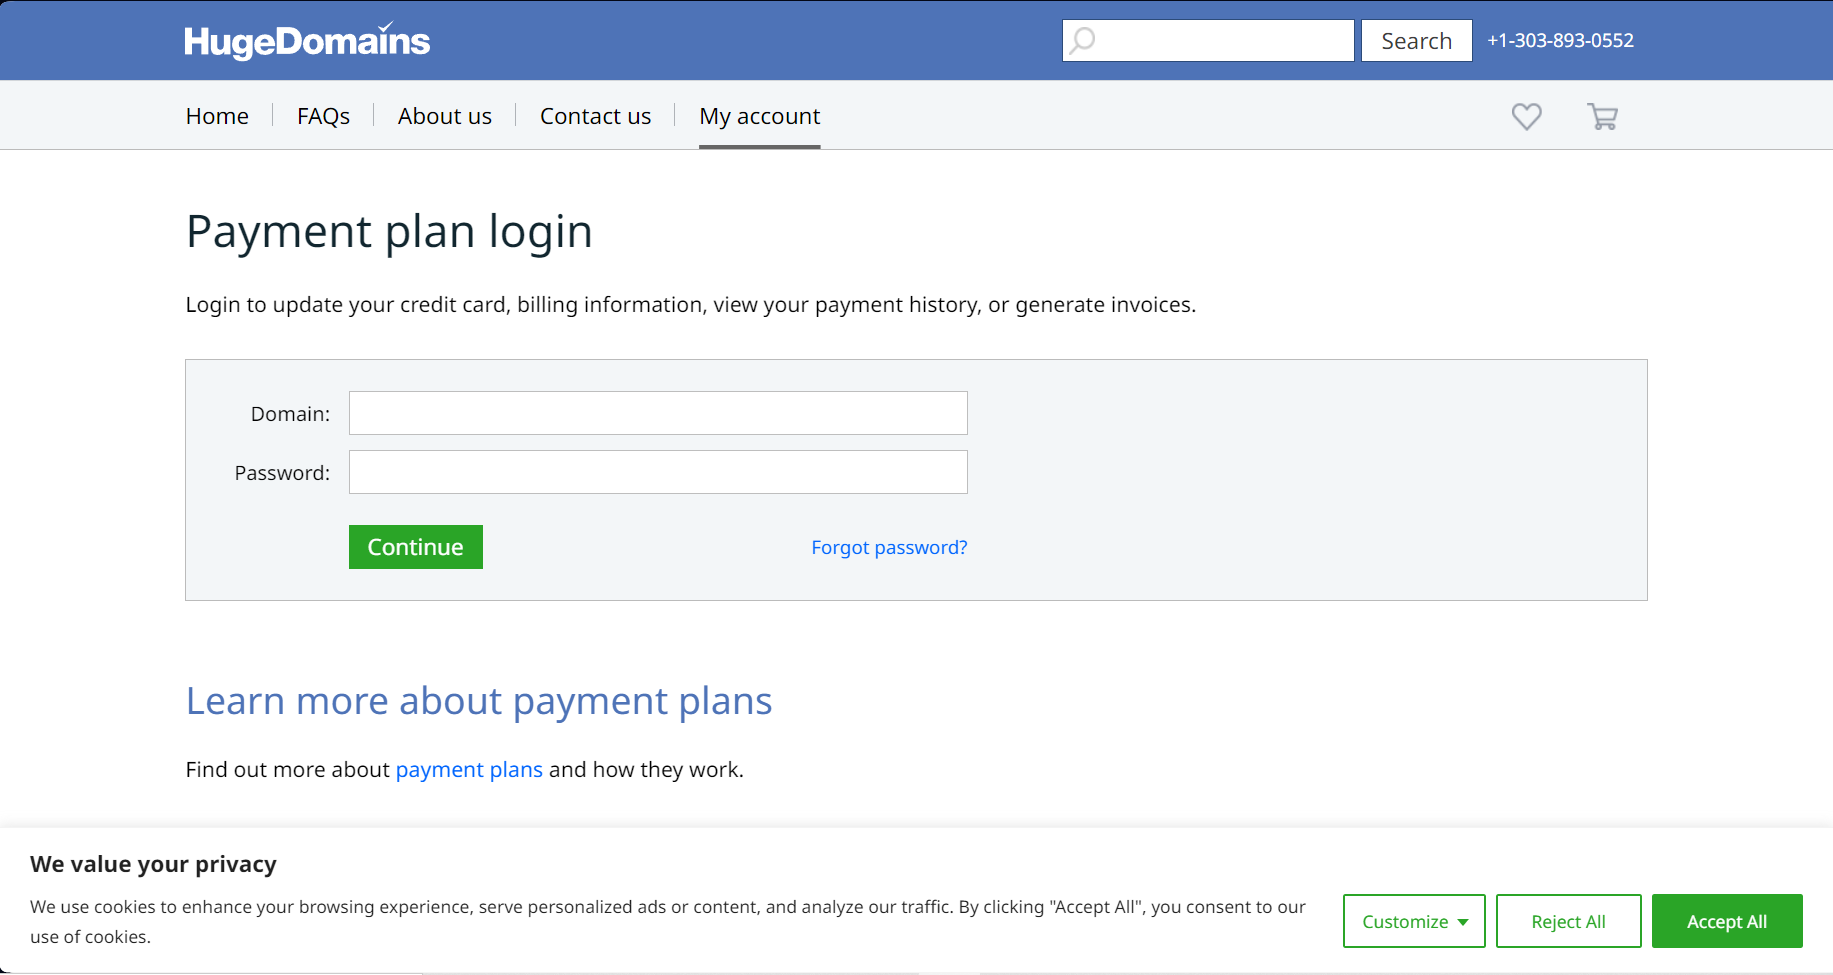 HugeDomains
Search
+1-303-893-0552
Home
FAQs
About us
Contact us
My account
Payment plan login
Login to update your credit card, billing information, view your payment history, or generate invoices.
Domain:
Password:
Continue
Forgot password?
Learn more about payment plans
Find out more about payment plans and how they work.
We value your privacy
We use cookies to enhance your browsing experience, serve personalized ads or content, and analyze our traffic. By clicking "Accept All", you consent to our
use of cookies.
Customize
Reject All
Accept All